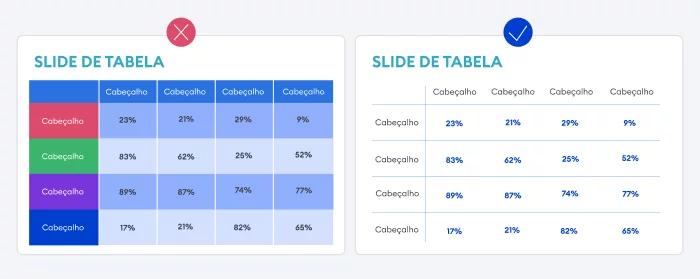 SLIDE DE TABELA
Cabeçalho Cabeçalho Cabeçalho Cabeçalho
Cabeçalho 23% 21% 29% 9%
Cabeçalho 83% 62% 25% 52%
Cabeçalho 89% 87% 74% 77%
Cabeçalho 17% 21% 82% 65%
SLIDE DE TABELA
Cabeçalho Cabeçalho Cabeçalho Cabeçalho
Cabeçalho 23% 21% 29% 9%
Cabeçalho 83% 62% 25% 52%
Cabeçalho 89% 87% 74% 77%
Cabeçalho 17% 21% 82% 65%